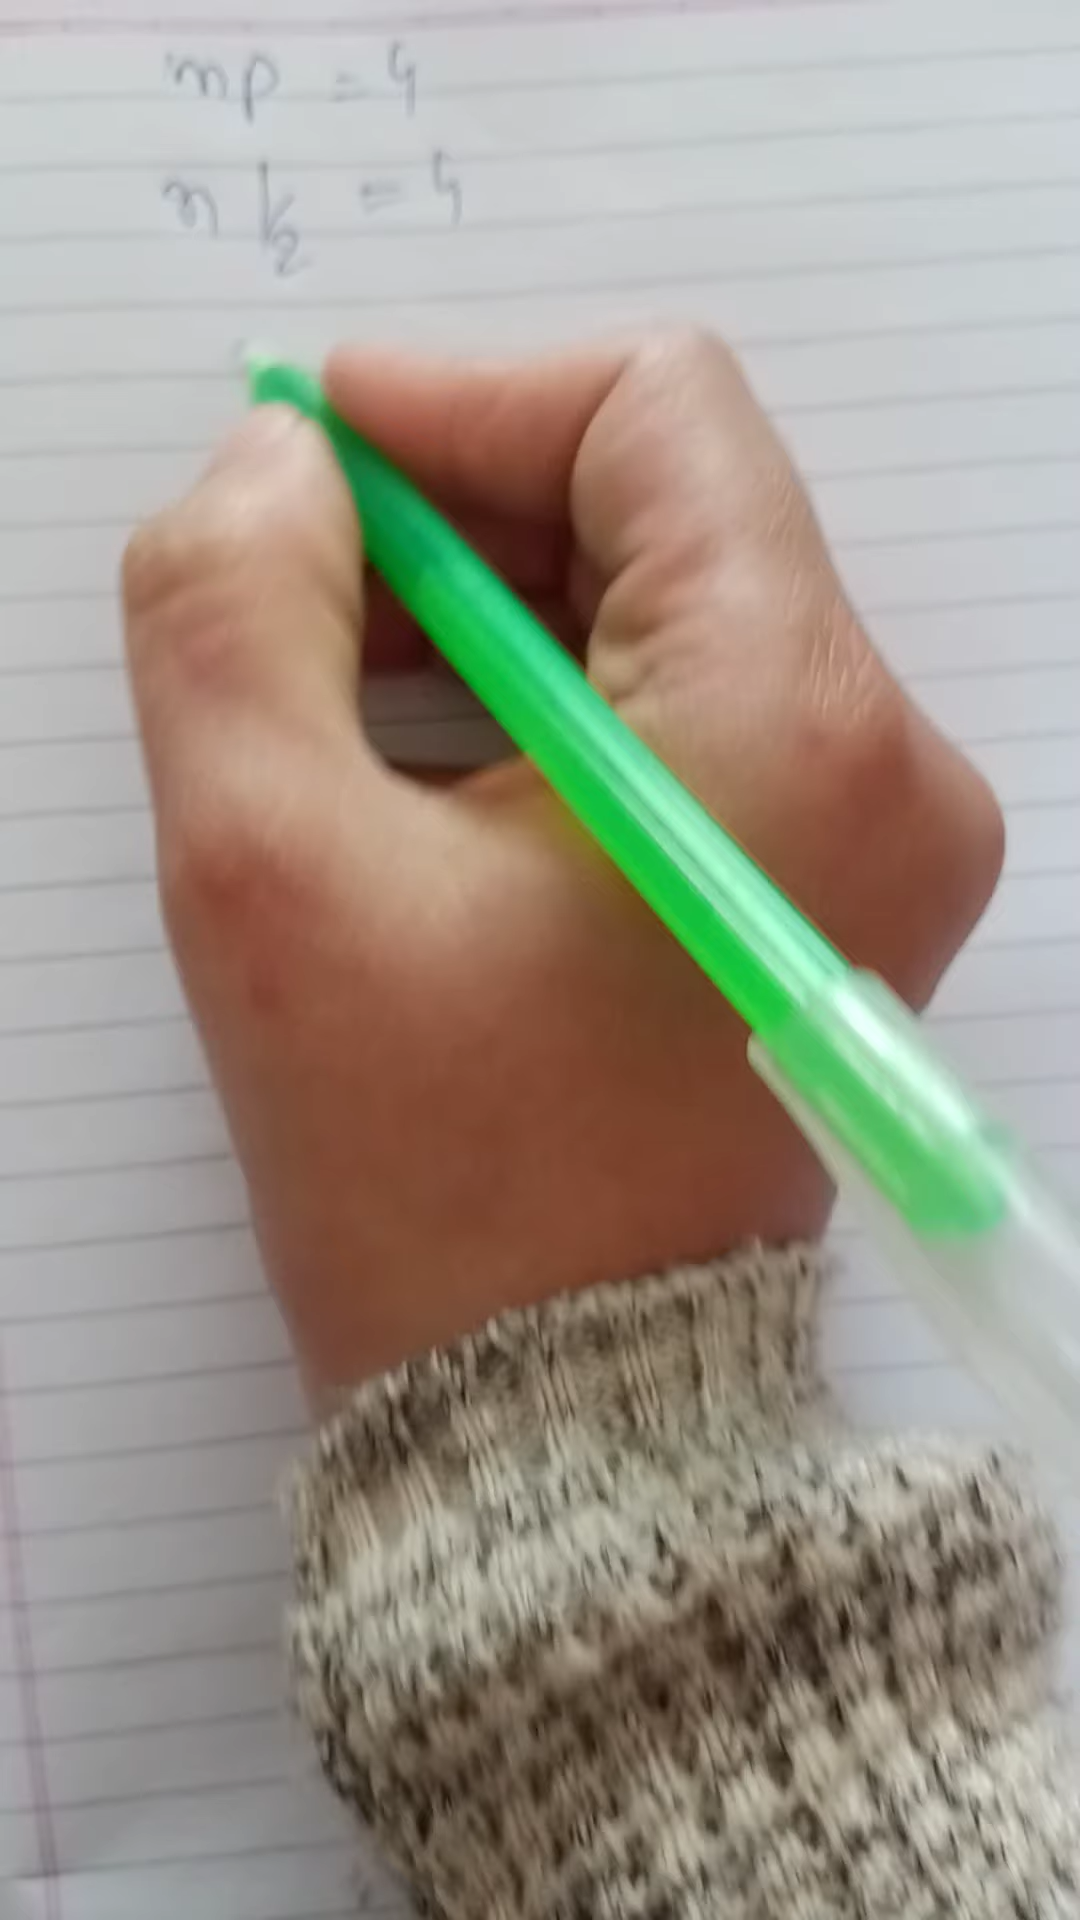 np = 4
n 1/2 = 4